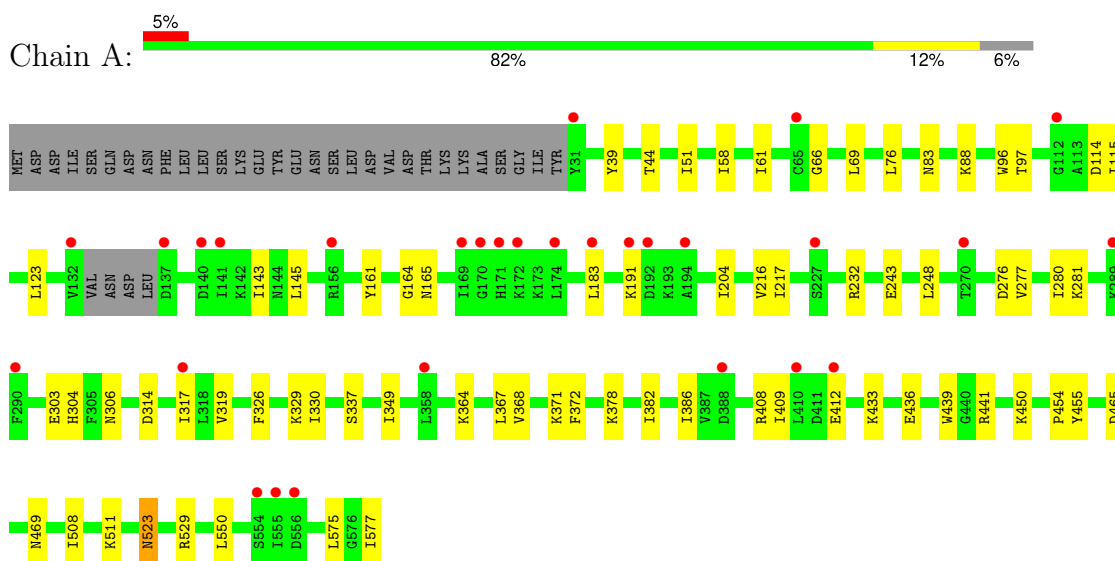 5%
Chain A:
82% 12% 6%
MET ASP ASP ILE SER GLN ASP ASN PHE LEU LEU SER LYS GLU TYR GLU ASN SER LEU ASP VAL ASP THR LYS LYS ALA SER GLY ILE TYR Y31 Y39 T44 I51 I58 I61 C65 G66 L69 L76 N83 K88 W96 T97 G112 A113 D114
L123 V132 VAL ASN ASP LEU D137 D140 I141 K142 I143 N144 L145 R156 Y161 G164 N165 I169 G170 H171 K172 K173 L174 L183 K191 D192 K193 A194 I204 V216 I217 S227 R232 E243 L248 T270 D276 V277 I280 K281 K289
F290 E303 H304 F305 N306 D314 I317 L318 V319 F326 K329 I330 S337 I349 L358 K364 L367 V368 K371 F372 K378 I382 I386 V387 D388 R408 I409 L410 D411 E412 K433 E436 W439 G440 R441 K450 P454 Y455
N469 I508 K511 N523 R529 L550 S554 I555 D556 L575 G576 I577